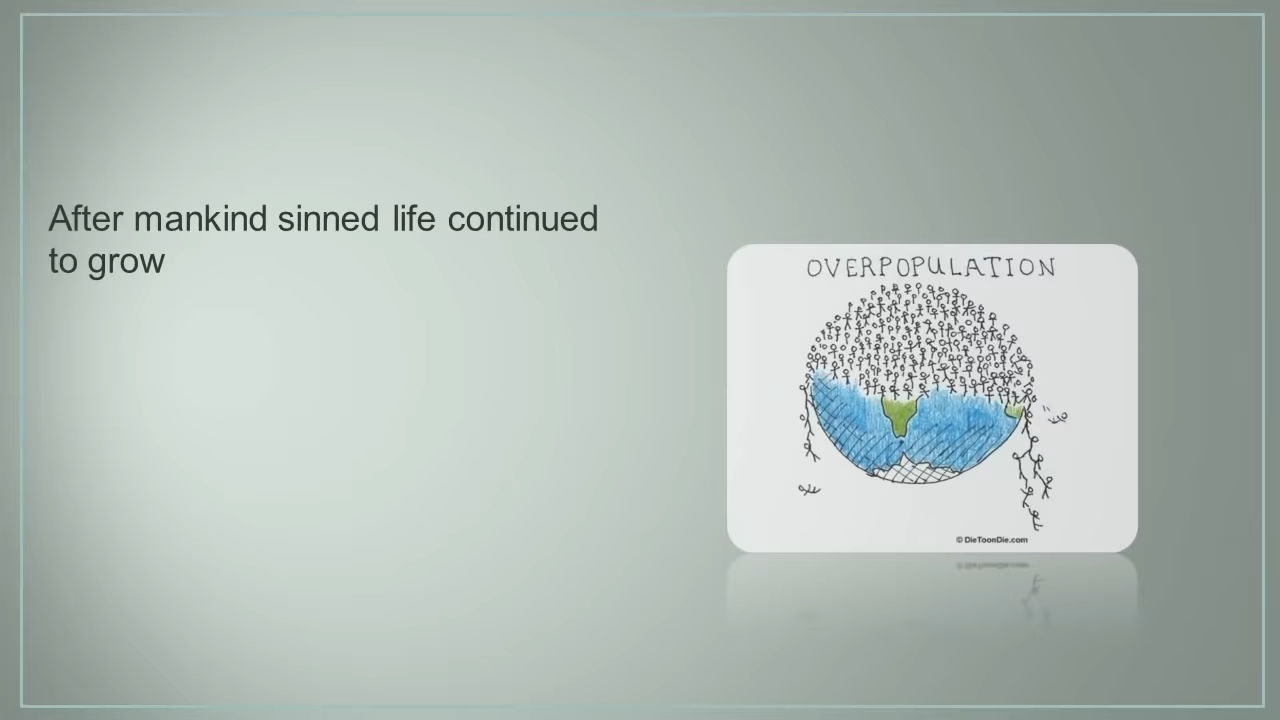 After mankind sinned life continued
to grow
OVERPOPULATION
© DieToonDie.com